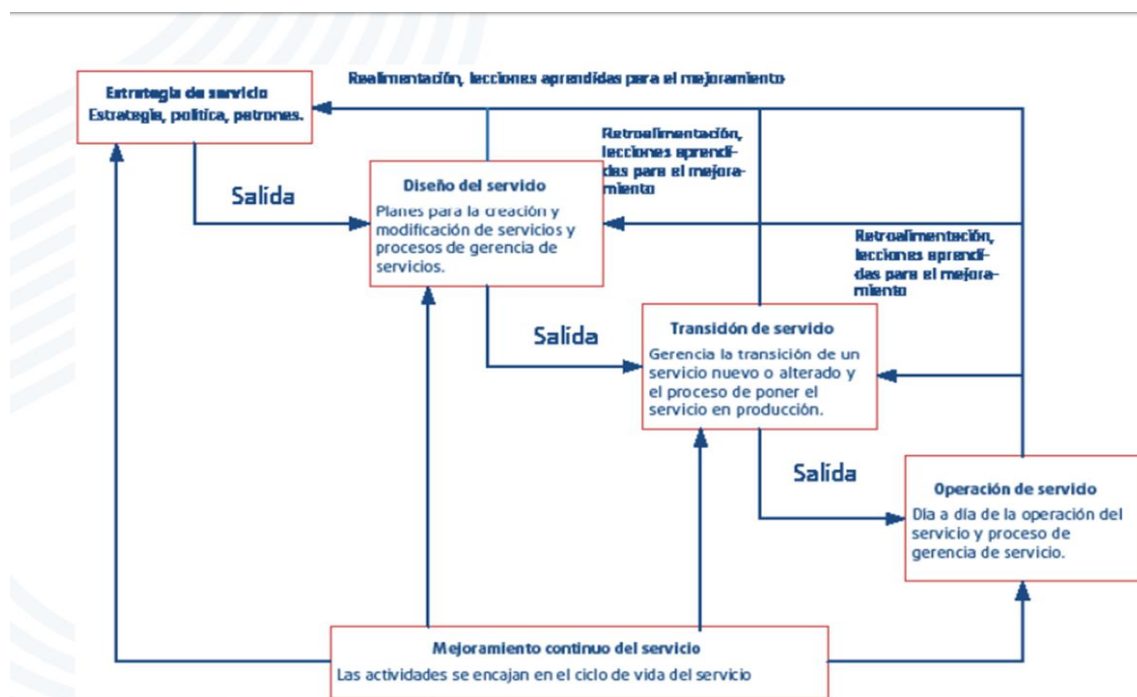 Realimentación, lecciones aprendidas para el mejoramiento
Estrategia de servicio
Estrategia, política, patrones.
Retroalimentación,
lecciones aprendi-
das para el mejora-
miento
Salida
Diseño del servicio
Planes para la creación y
modificación de servicios y
procesos de gerencia de
servicios.
Retroalimentación,
lecciones aprendi-
das para el mejora-
miento
Salida
Transición de servicio
Gerencia la transición de un
servicio nuevo o alterado y
el proceso de poner el
servicio en producción.
Salida
Operación de servicio
Dia a día de la operación del
servicio y proceso de
gerencia de servicio.
Mejoramiento continuo del servicio
Las actividades se encajan en el ciclo de vida del servicio